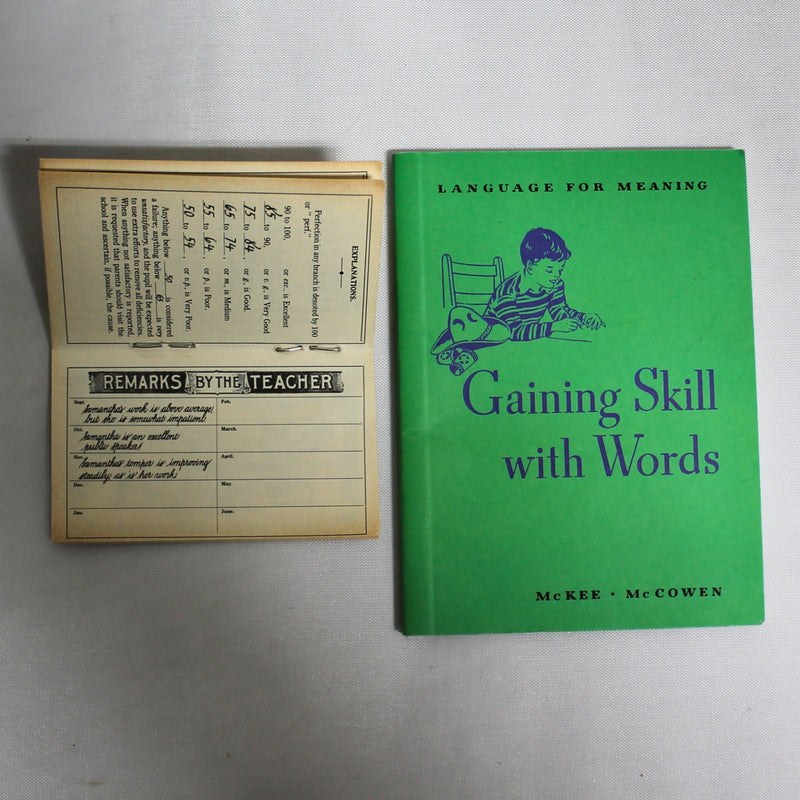 EXPLANATIONS.
Perfection in any branch is denoted by 100
or "perf."
90 to 100, or exc., is Excellent
85 to 90, or v. g., is Very Good
75 to 84, or g., is Good.
65 to 74, or m., is Medium
55 to 64, or p., is Poor.
50 to 54, or v.p., is Very Poor.
Anything below 50 is considered
a failure; anything below 65 is very
unsatisfactory, and the pupil will be expected
to use extra efforts to remove all deficiencies.
When anything not satisfactory is reported,
it is requested that parents should visit the
school and ascertain, if possible, the cause.
REMARKS BY THE TEACHER
Sept. Samantha's work is above average,
but she is somewhat impatient.
Oct. Samantha is an excellent
public speaker!
Nov. Samantha's temper is improving
steadily, as is her work.
Dec.
Jan.
Feb.
March.
April.
May.
June.
LANGUAGE FOR MEANING
Gaining Skill
with Words
McKEE • McCOWEN